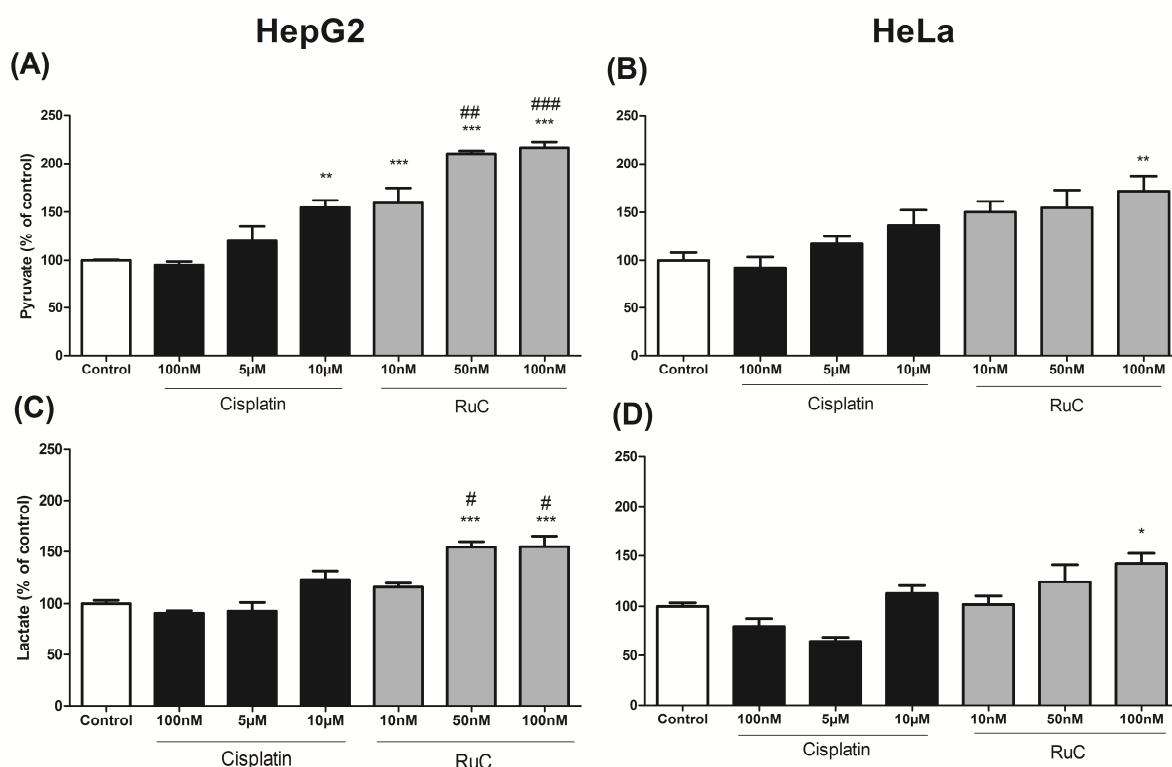 HepG2
HeLa
(A)
Pyruvate (% of control)
250
200
150
100
50
0
## ###
** *** *** ***
Control 100nM 5µM 10µM 10nM 50nM 100nM
Cisplatin RuC
(B)
250
200
150
100
50
0
**
Control 100nM 5µM 10µM 10nM 50nM 100nM
Cisplatin RuC
(C)
Lactate (% of control)
250
200
150
100
50
0
# #
*** ***
Control 100nM 5µM 10µM 10nM 50nM 100nM
Cisplatin RuC
(D)
250
200
150
100
50
0
*
Control 100nM 5µM 10µM 10nM 50nM 100nM
Cisplatin RuC